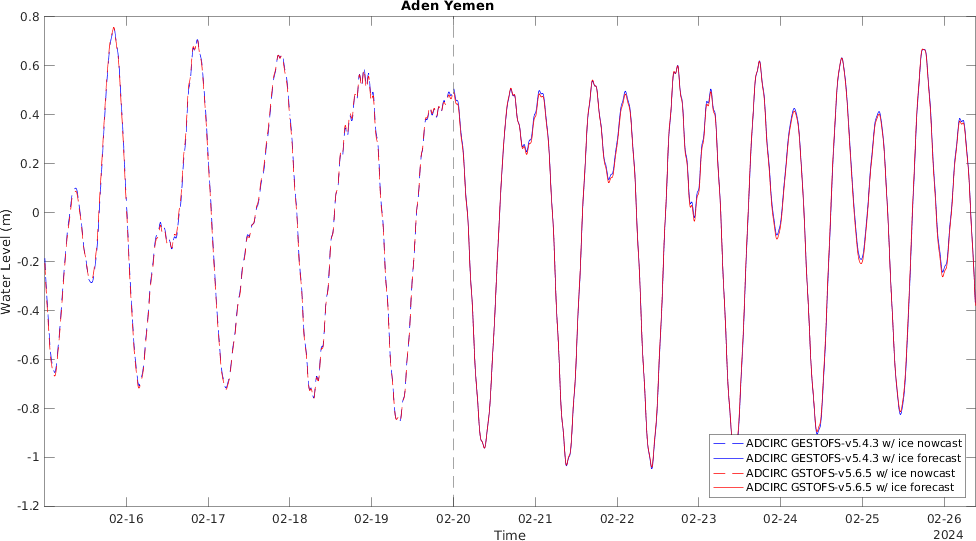 Aden Yemen
0.8
0.6
0.4
0.2
0
-0.2
-0.4
-0.6
-0.8
-1
-1.2
Water Level (m)
02-16 02-17 02-18 02-19 02-20 02-21 02-22 02-23 02-24 02-25 02-26
2024
Time
ADCIRC GESTOFS-v5.4.3 w/ ice nowcast
ADCIRC GESTOFS-v5.4.3 w/ ice forecast
ADCIRC GSTOFS-v5.6.5 w/ ice nowcast
ADCIRC GSTOFS-v5.6.5 w/ ice forecast